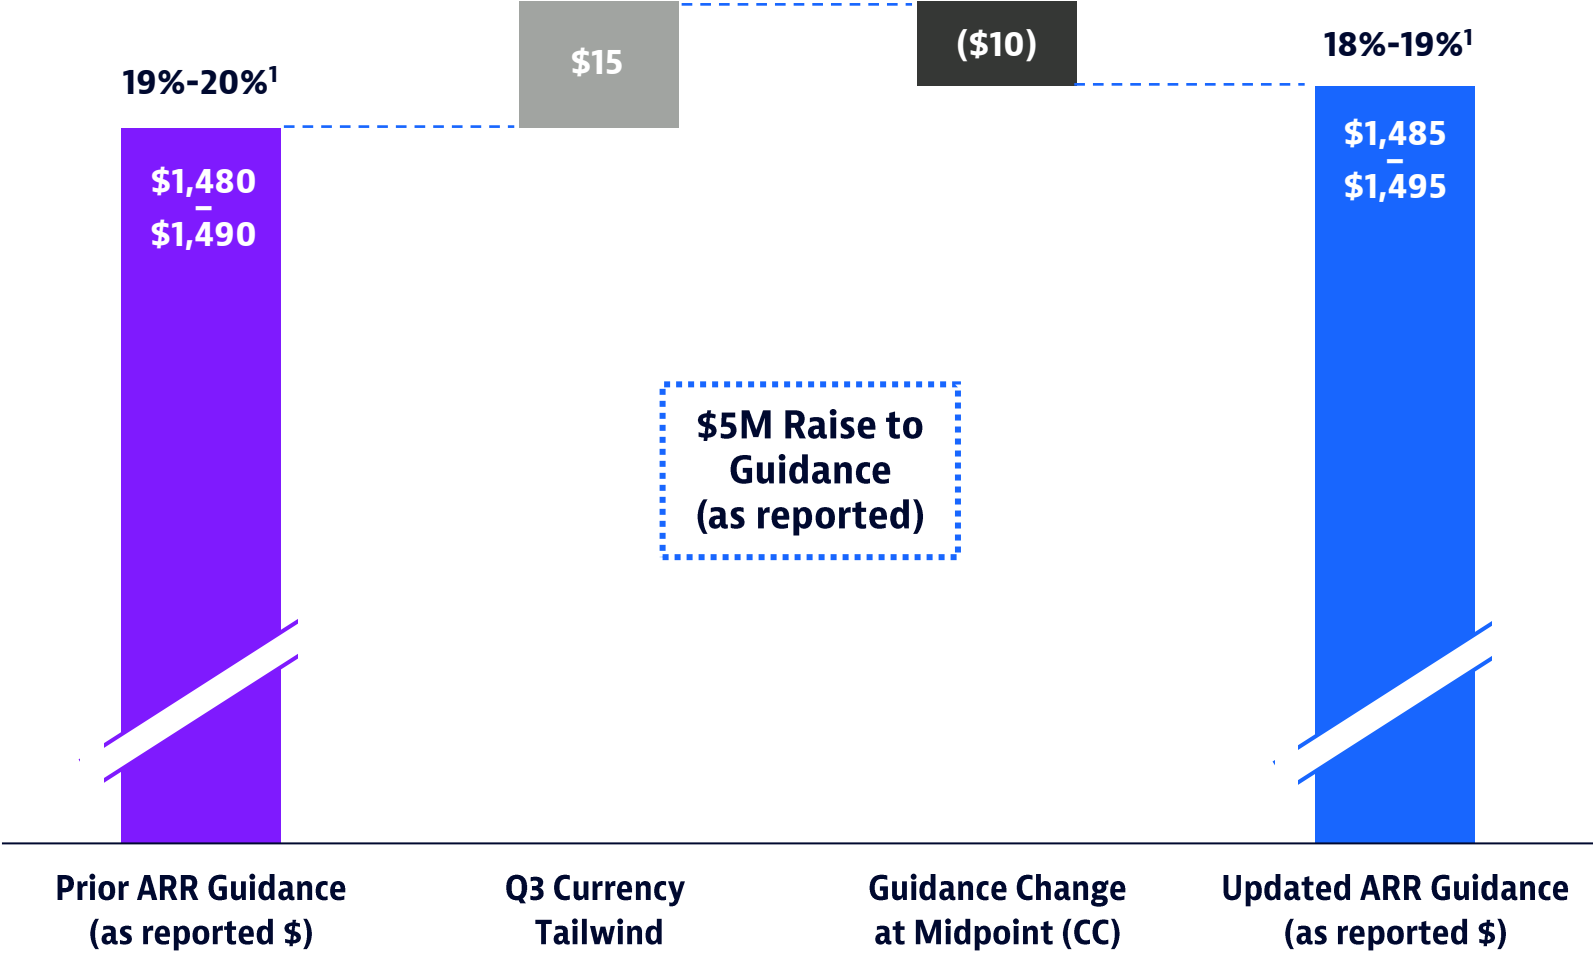 19%-20%¹
$1,480
–
$1,490
$15
($10)
18%-19%¹
$1,485
–
$1,495
$5M Raise to
Guidance
(as reported)
Prior ARR Guidance
(as reported $)
Q3 Currency
Tailwind
Guidance Change
at Midpoint (CC)
Updated ARR Guidance
(as reported $)